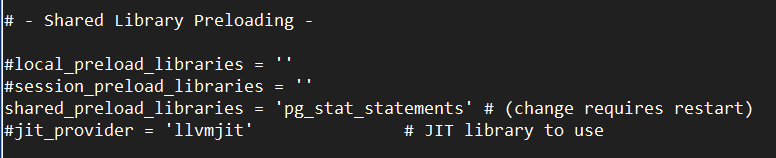 # - Shared Library Preloading -
#local_preload_libraries = ''
#session_preload_libraries = ''
shared_preload_libraries = 'pg_stat_statements' # (change requires restart)
#jit_provider = 'llvmjit' # JIT library to use